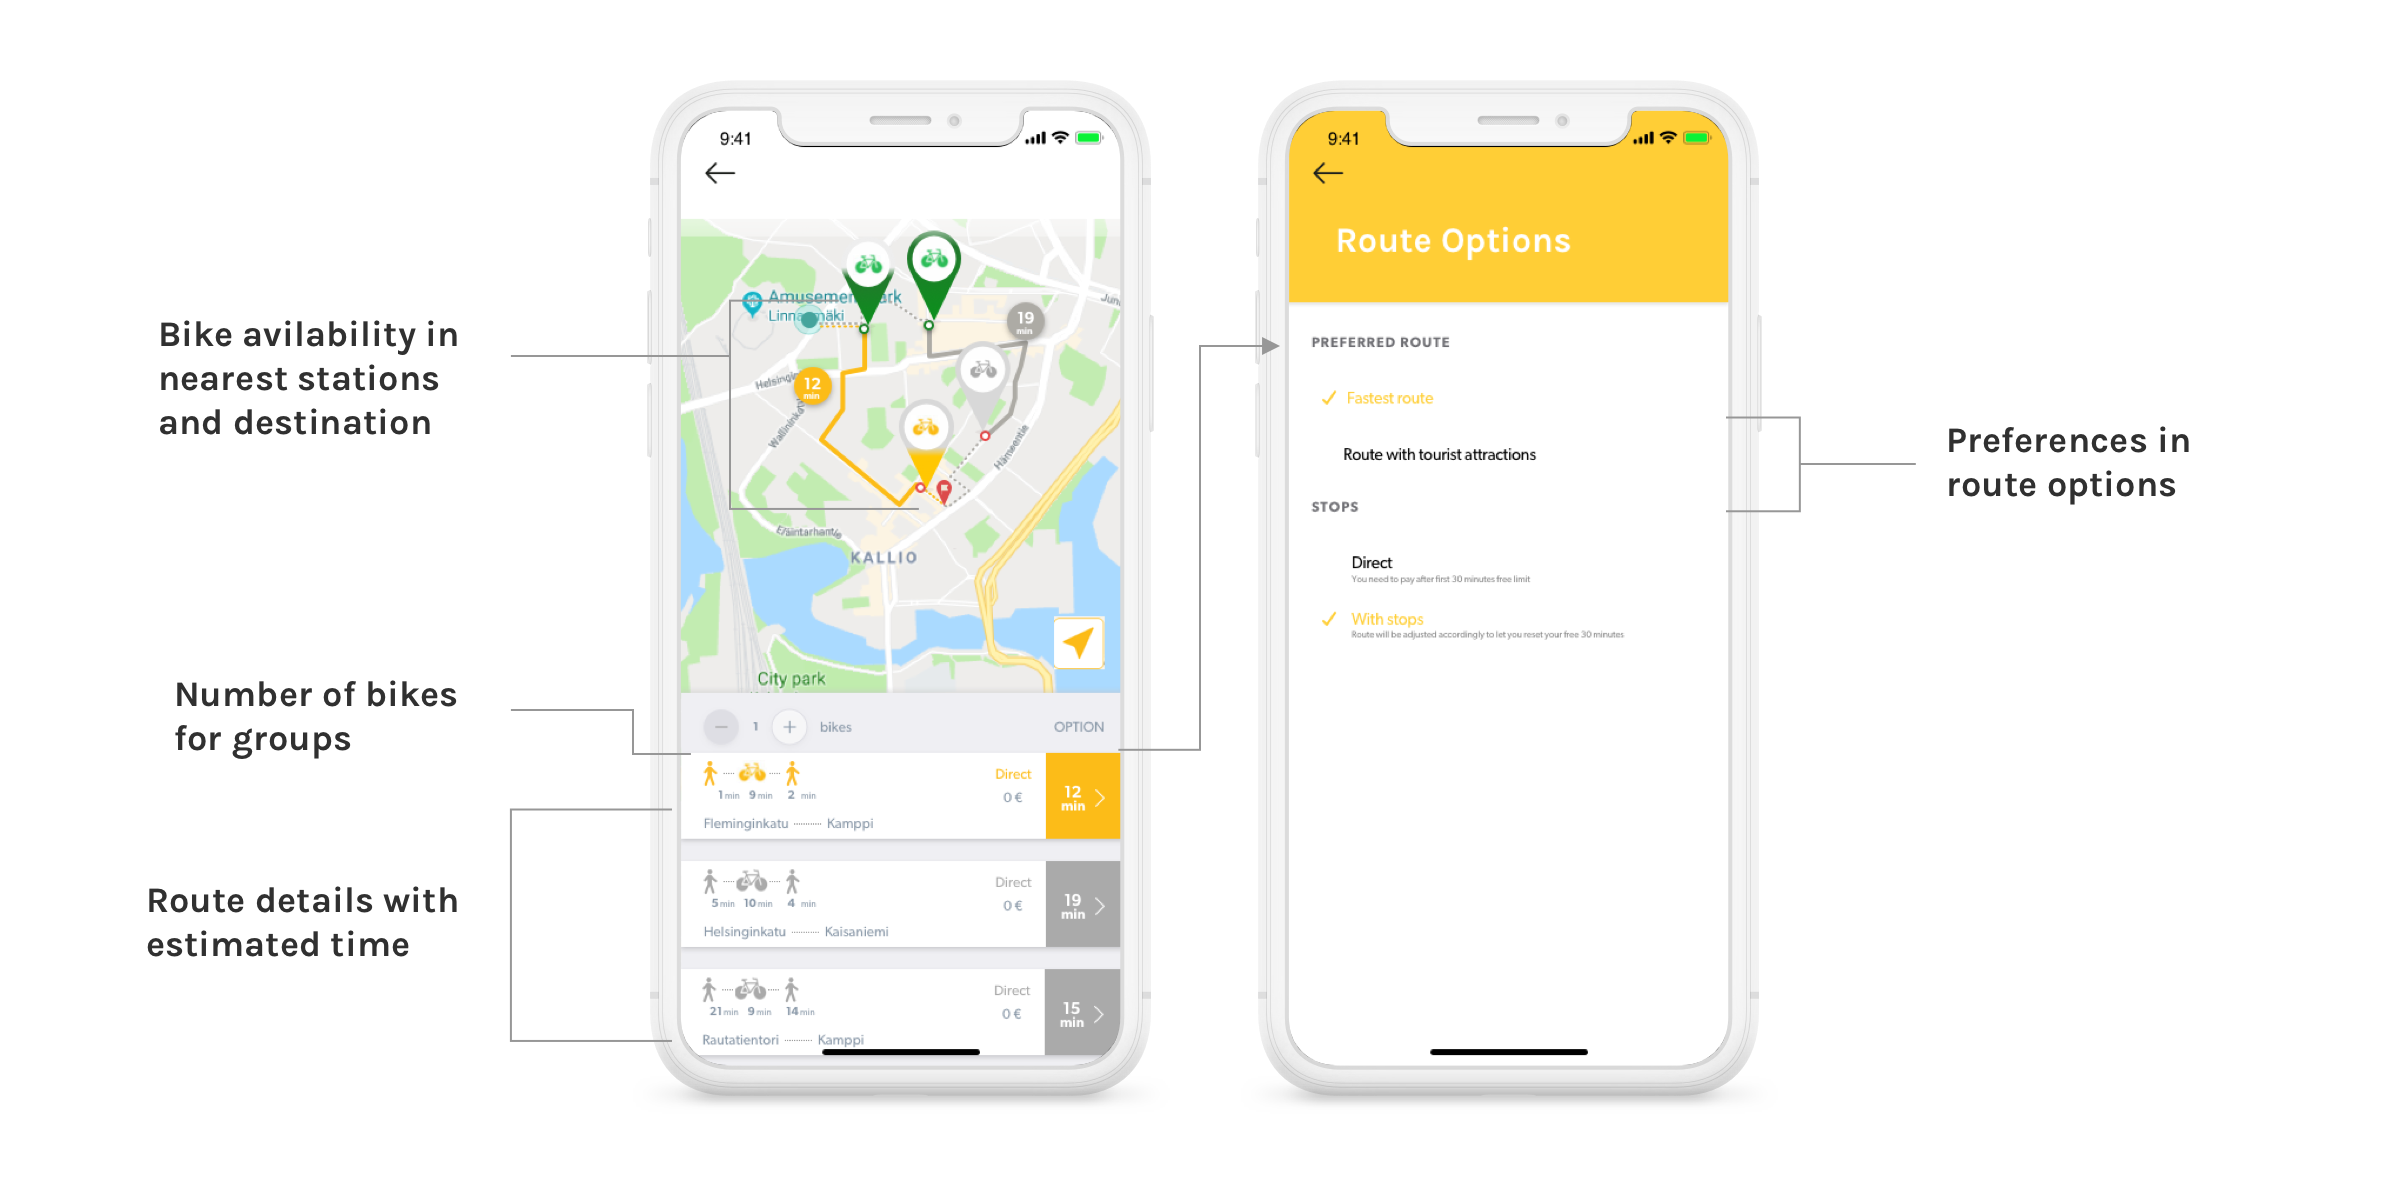 Bike avilability in
nearest stations
and destination
Number of bikes
for groups
Route details with
estimated time
9:41
Amusement
ark
Linnanmäki
19
min
12
min
Helsingin
Hämeentie
Eläintarhantie
KALLIO
City park
1
bikes
OPTION
1 min 9 min 2 min
Direct
0 €
12
min
Fleminginkatu Kamppi
5 min 10 min 4 min
Direct
0 €
19
min
Helsinginkatu Kaisaniemi
21 min 9 min 14 min
Direct
0 €
15
min
Rautatientori Kamppi
9:41
Route Options
PREFERRED ROUTE
Fastest route
Route with tourist attractions
STOPS
Direct
You need to pay after first 30 minutes free limit
With stops
Route will be adjusted accordingly to let you reset your free 30 minutes
Preferences in
route options